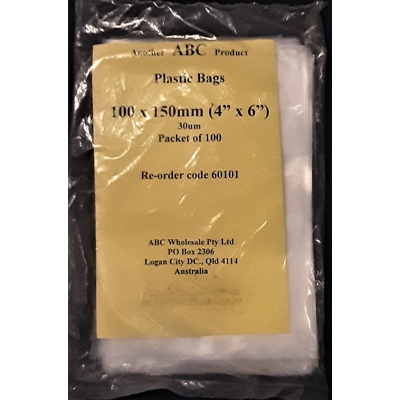 Another ABC Product
Plastic Bags
100 x 150mm (4” x 6”)
30um
Packet of 100
Re-order code 60101
ABC Wholesale Pty Ltd
PO Box 2306
Logan City DC., Qld 4114
Australia